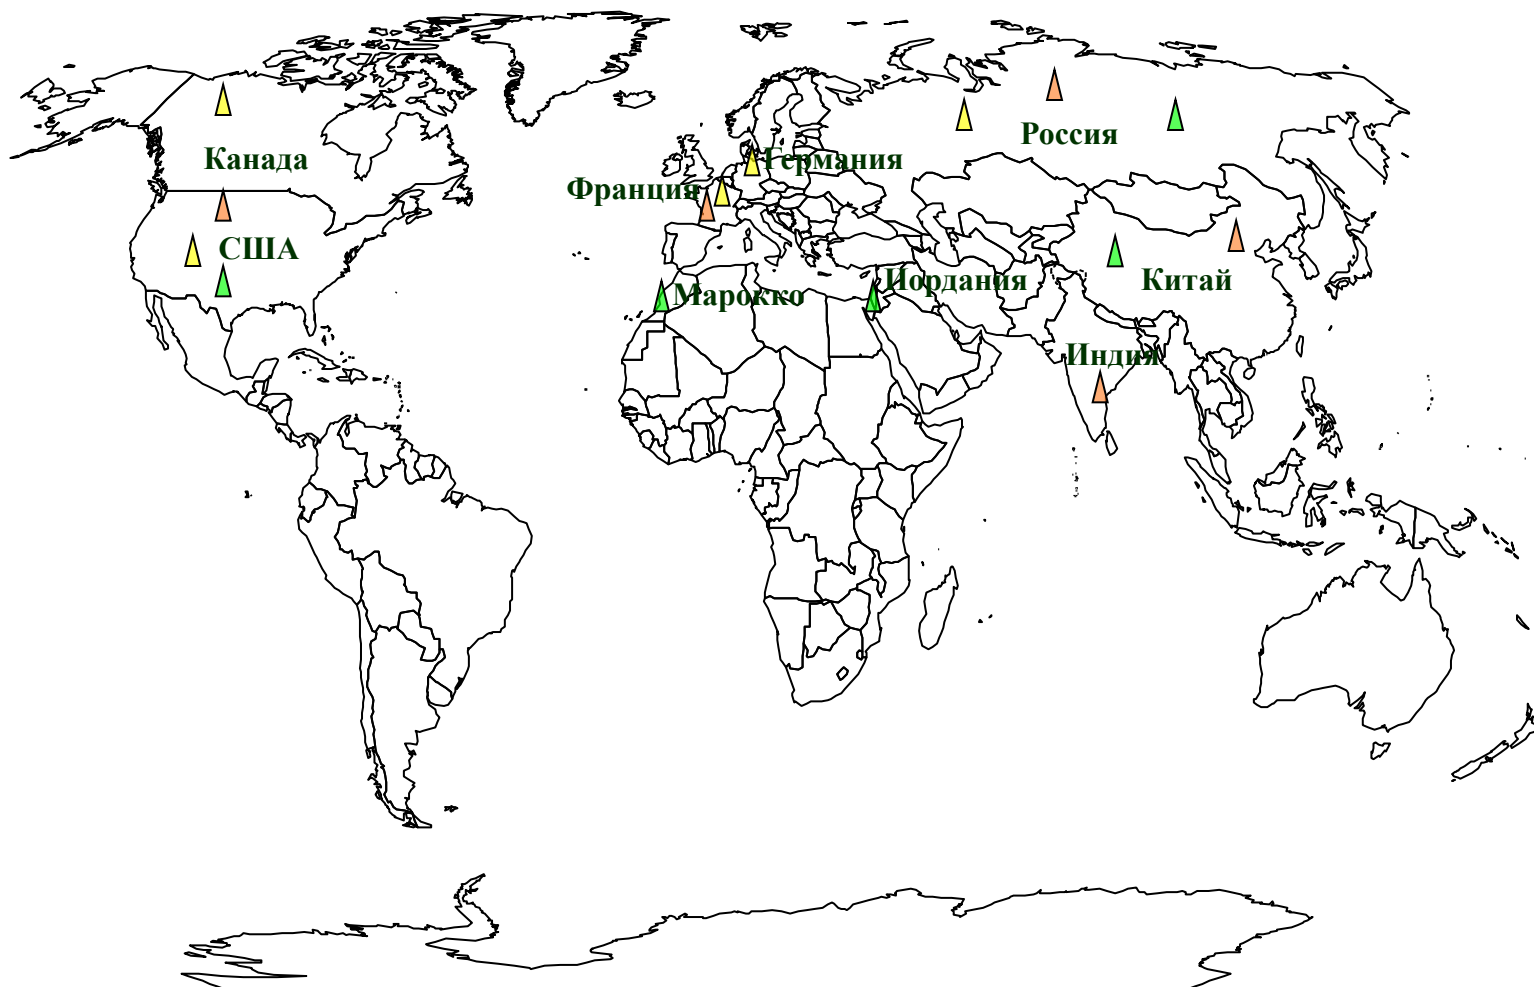 Канада
Россия
Германия
Франция
США
Марокко
Иордания
Китай
Индия